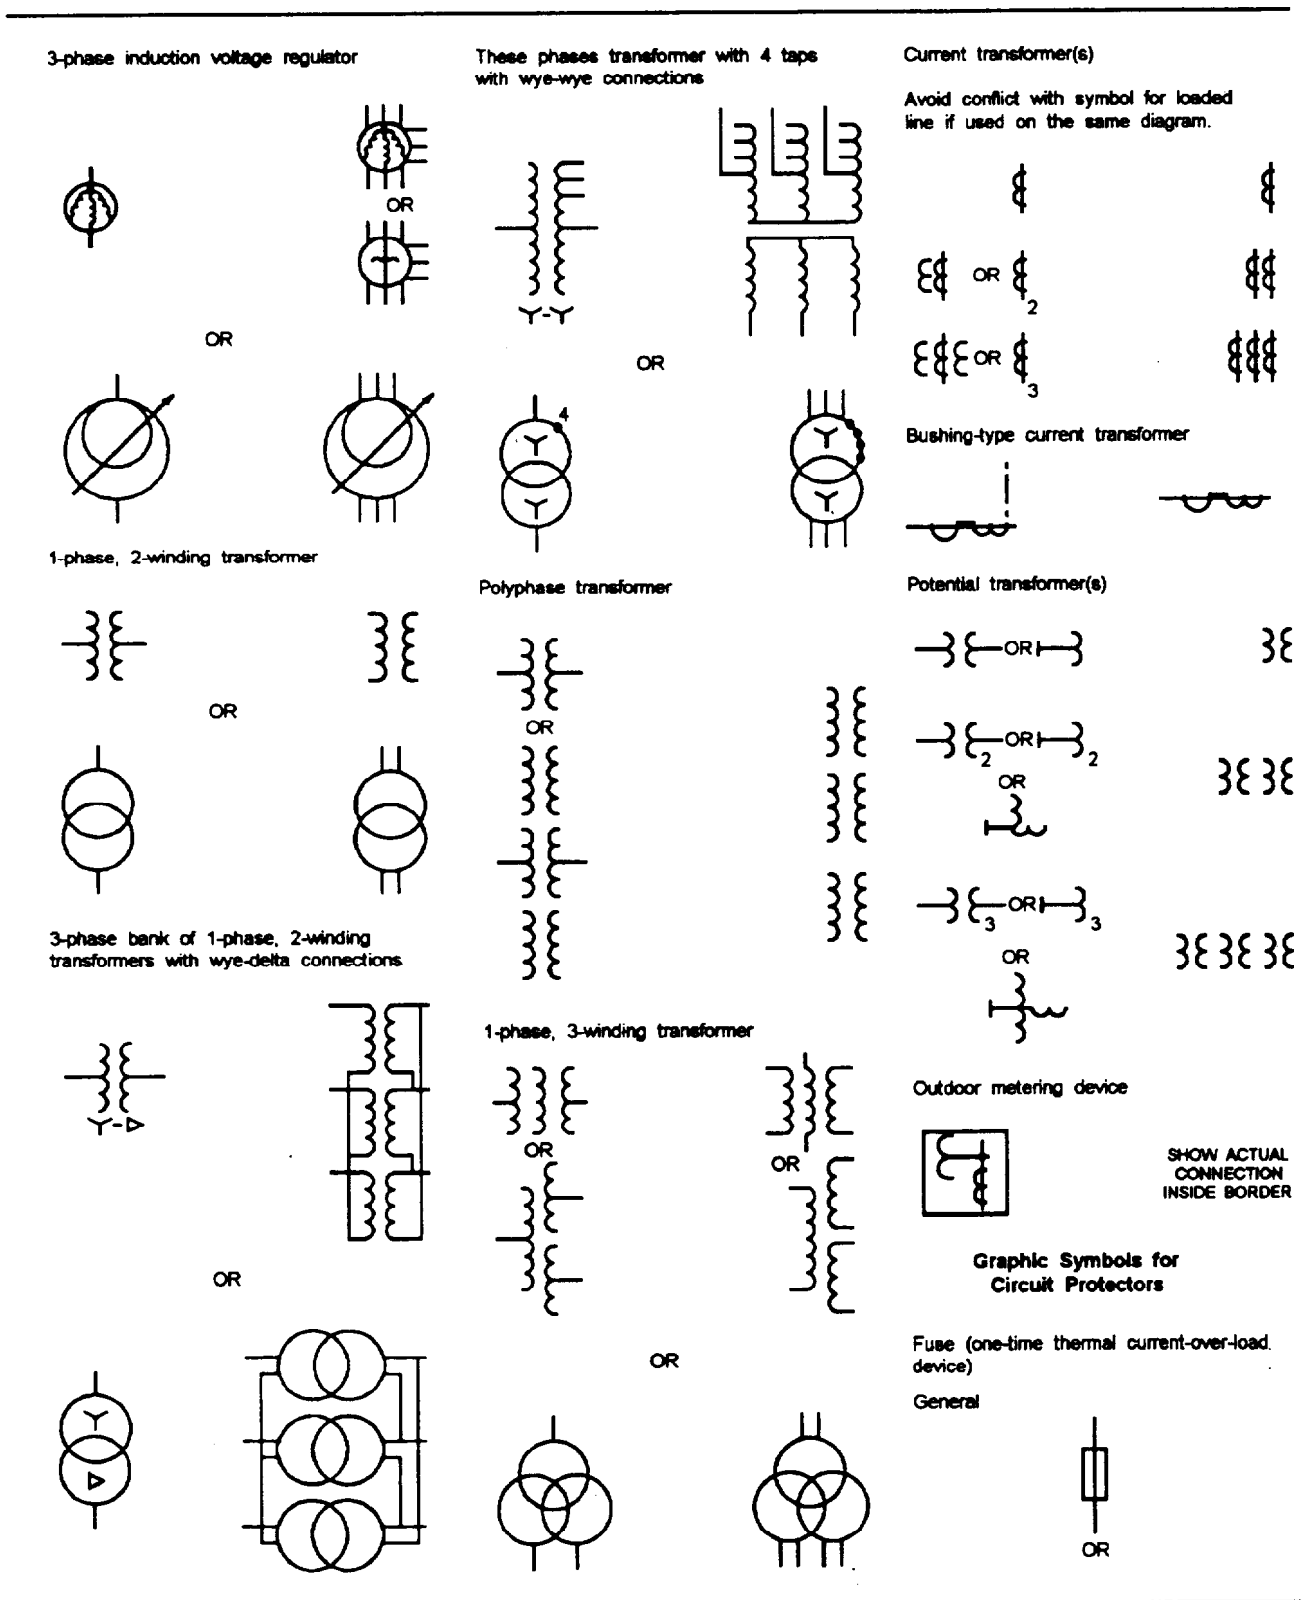 3-phase induction voltage regulator
OR
OR
1-phase, 2-winding transformer
OR
3-phase bank of 1-phase, 2-winding
transformers with wye-delta connections
OR
These phases transformer with 4 taps
with wye-wye connections
OR
4
Polyphase transformer
OR
1-phase, 3-winding transformer
OR
OR
OR
Current transformer(s)
Avoid conflict with symbol for loaded
line if used on the same diagram.
OR 2
OR 3
Bushing-type current transformer
Potential transformer(s)
OR
2 OR 2
OR
3 OR 3
OR
Outdoor metering device
SHOW ACTUAL
CONNECTION
INSIDE BORDER
Graphic Symbols for
Circuit Protectors
Fuse (one-time thermal current-over-load
device)
General
OR